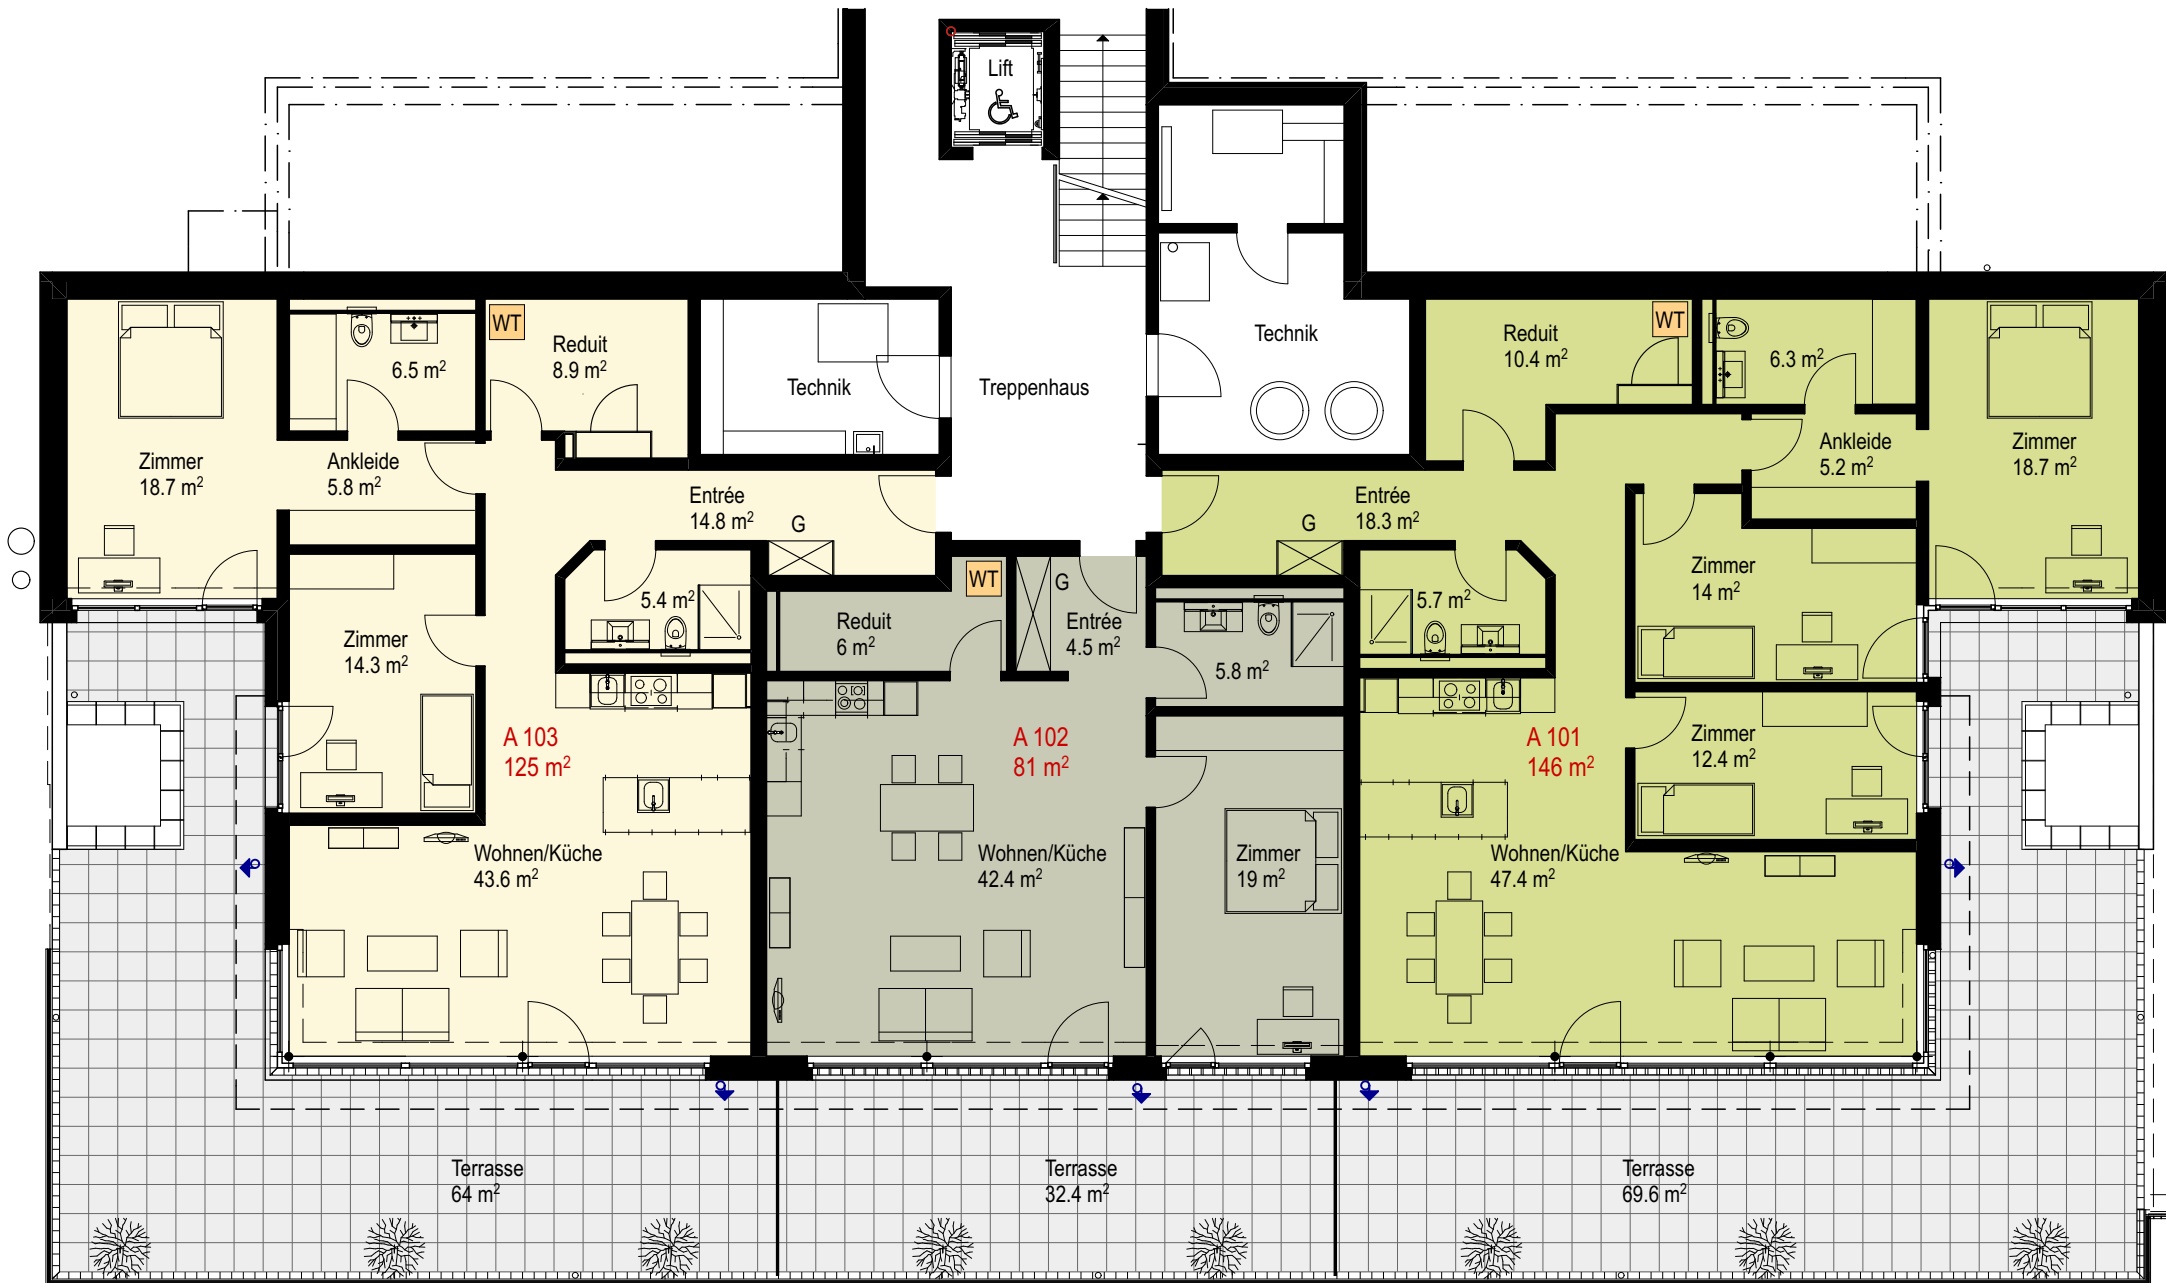 Lift
WT
Reduit
8.9 m²
6.5 m²
Technik
Treppenhaus
Technik
Reduit
10.4 m²
WT
6.3 m²
Zimmer
18.7 m²
Ankleide
5.8 m²
Entrée
14.8 m²
G
Entrée
18.3 m²
G
Ankleide
5.2 m²
Zimmer
18.7 m²
Zimmer
14.3 m²
5.4 m²
WT
G
Reduit
6 m²
Entrée
4.5 m²
5.8 m²
5.7 m²
Zimmer
14 m²
A 103
125 m²
A 102
81 m²
A 101
146 m²
Zimmer
12.4 m²
Wohnen/Küche
43.6 m²
Wohnen/Küche
42.4 m²
Zimmer
19 m²
Wohnen/Küche
47.4 m²
Terrasse
64 m²
Terrasse
32.4 m²
Terrasse
69.6 m²